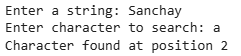 Enter a string: Sanchay
Enter character to search: a
Character found at position 2